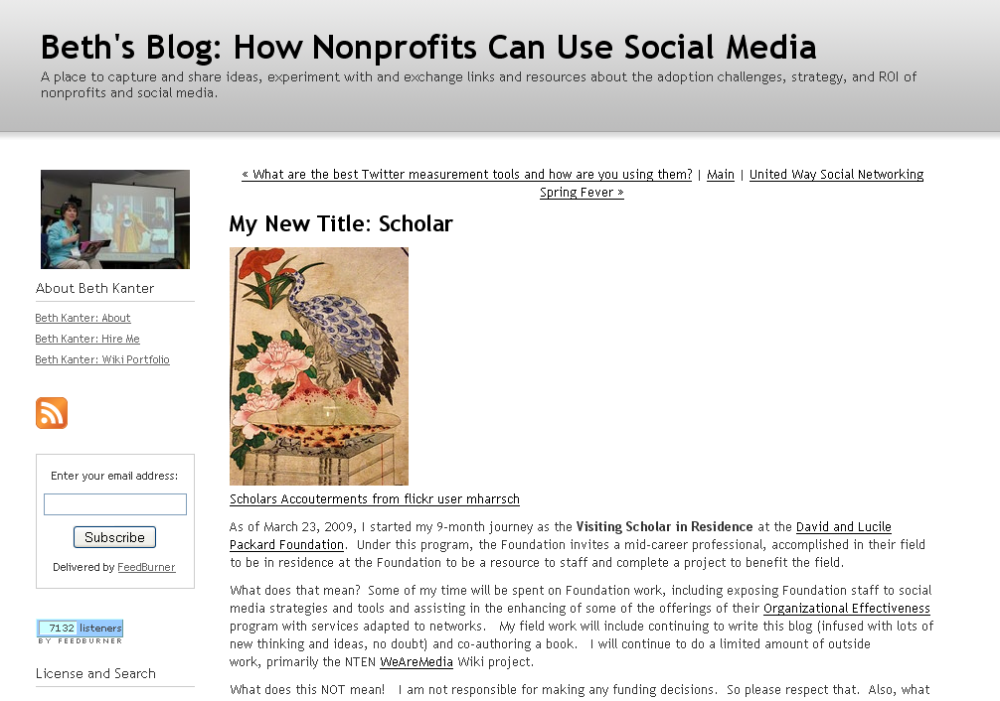 Beth's Blog: How Nonprofits Can Use Social Media
A place to capture and share ideas, experiment with and exchange links and resources about the adoption challenges, strategy, and ROI of
nonprofits and social media.
About Beth Kanter
Beth Kanter: About
Beth Kanter: Hire Me
Beth Kanter: Wiki Portfolio
Enter your email address:
Subscribe
Delivered by FeedBurner
7132 listeners
BY FEEDBURNER
License and Search
« What are the best Twitter measurement tools and how are you using them? | Main | United Way Social Networking
Spring Fever »
My New Title: Scholar
Scholars Accouterments from flickr user mharrsch
As of March 23, 2009, I started my 9-month journey as the Visiting Scholar in Residence at the David and Lucile
Packard Foundation.  Under this program, the Foundation invites a mid-career professional, accomplished in their field
to be in residence at the Foundation to be a resource to staff and complete a project to benefit the field.
What does that mean?  Some of my time will be spent on Foundation work, including exposing Foundation staff to social
media strategies and tools and assisting in the enhancing of some of the offerings of their Organizational Effectiveness
program with services adapted to networks.   My field work will include continuing to write this blog (infused with lots of
new thinking and ideas, no doubt) and co-authoring a book.   I will continue to do a limited amount of outside
work, primarily the NTEN WeAreMedia Wiki project.
What does this NOT mean!   I am not responsible for making any funding decisions.  So please respect that.  Also, what